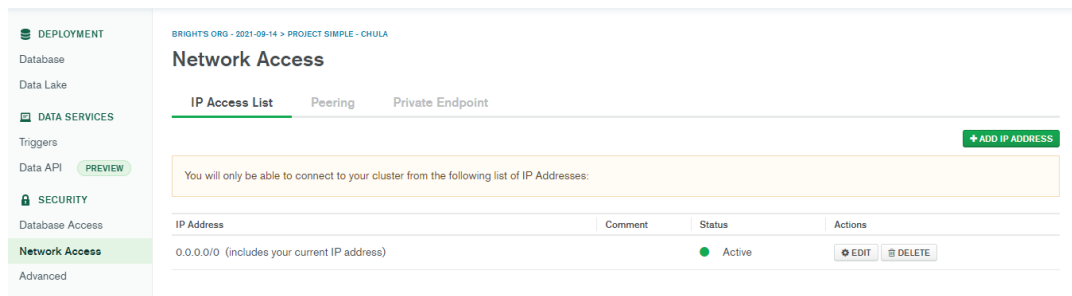 DEPLOYMENT
Database
Data Lake
DATA SERVICES
Triggers
Data API PREVIEW
SECURITY
Database Access
Network Access
Advanced
BRIGHT'S ORG - 2021-09-14 > PROJECT SIMPLE - CHULA
Network Access
IP Access List Peering Private Endpoint
+ ADD IP ADDRESS
You will only be able to connect to your cluster from the following list of IP Addresses:
IP Address Comment Status Actions
0.0.0.0/0 (includes your current IP address) Active EDIT DELETE